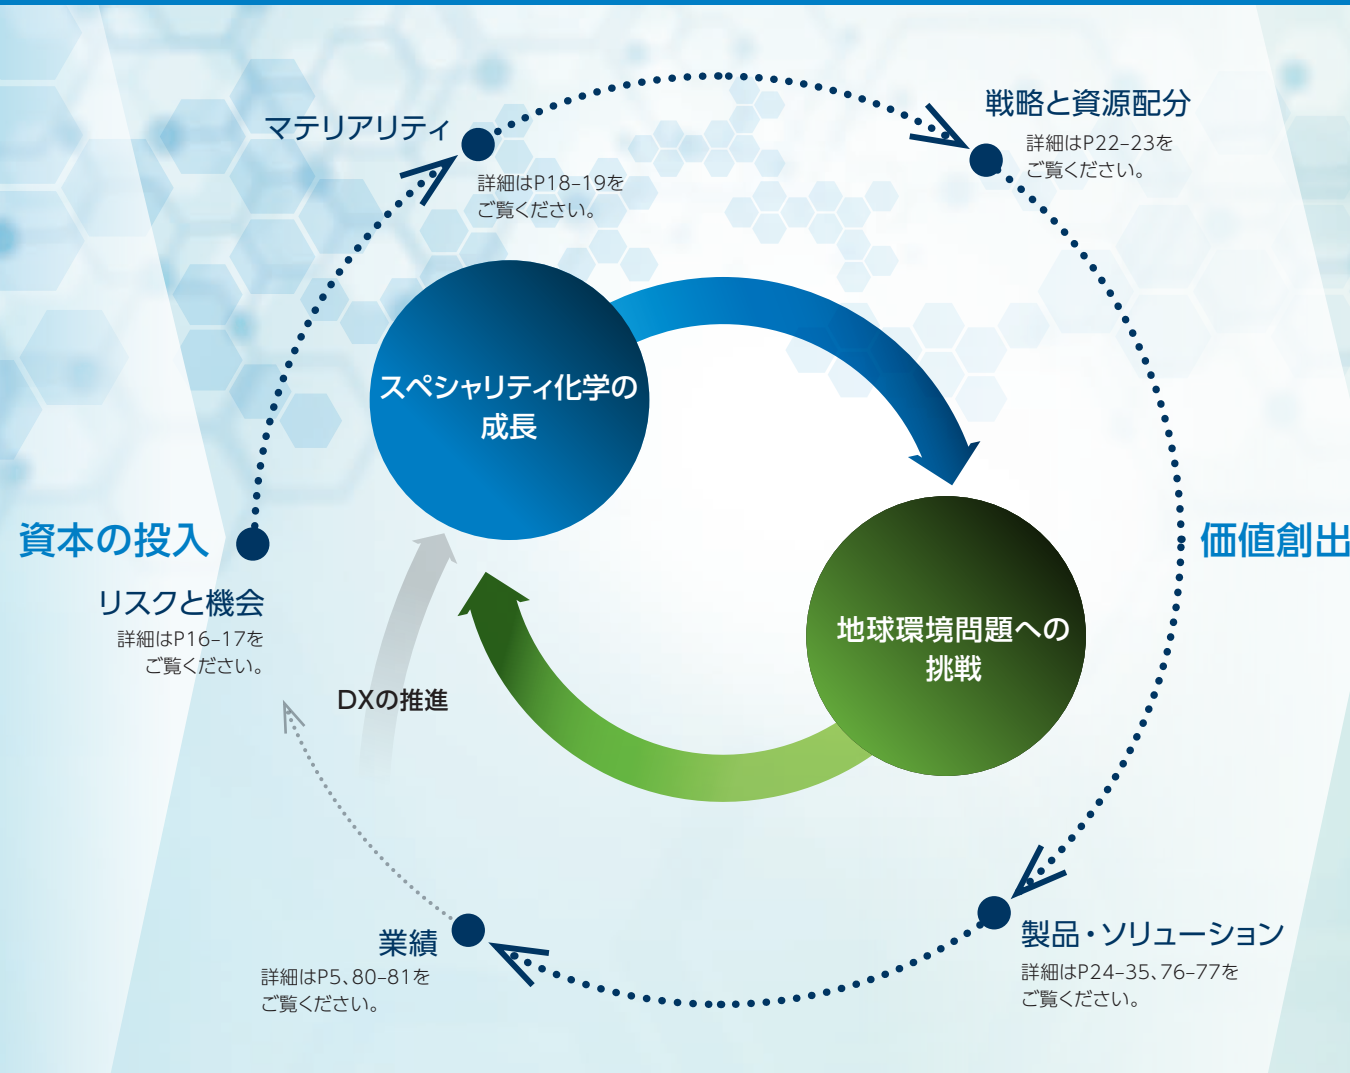 マテリアリティ
詳細はP18–19を
ご覧ください。
戦略と資源配分
詳細はP22–23を
ご覧ください。
スペシャリティ化学の
成長
資本の投入
価値創出
リスクと機会
詳細はP16–17を
ご覧ください。
地球環境問題への
挑戦
DXの推進
業績
詳細はP5、80–81を
ご覧ください。
製品・ソリューション
詳細はP24–35、76–77を
ご覧ください。